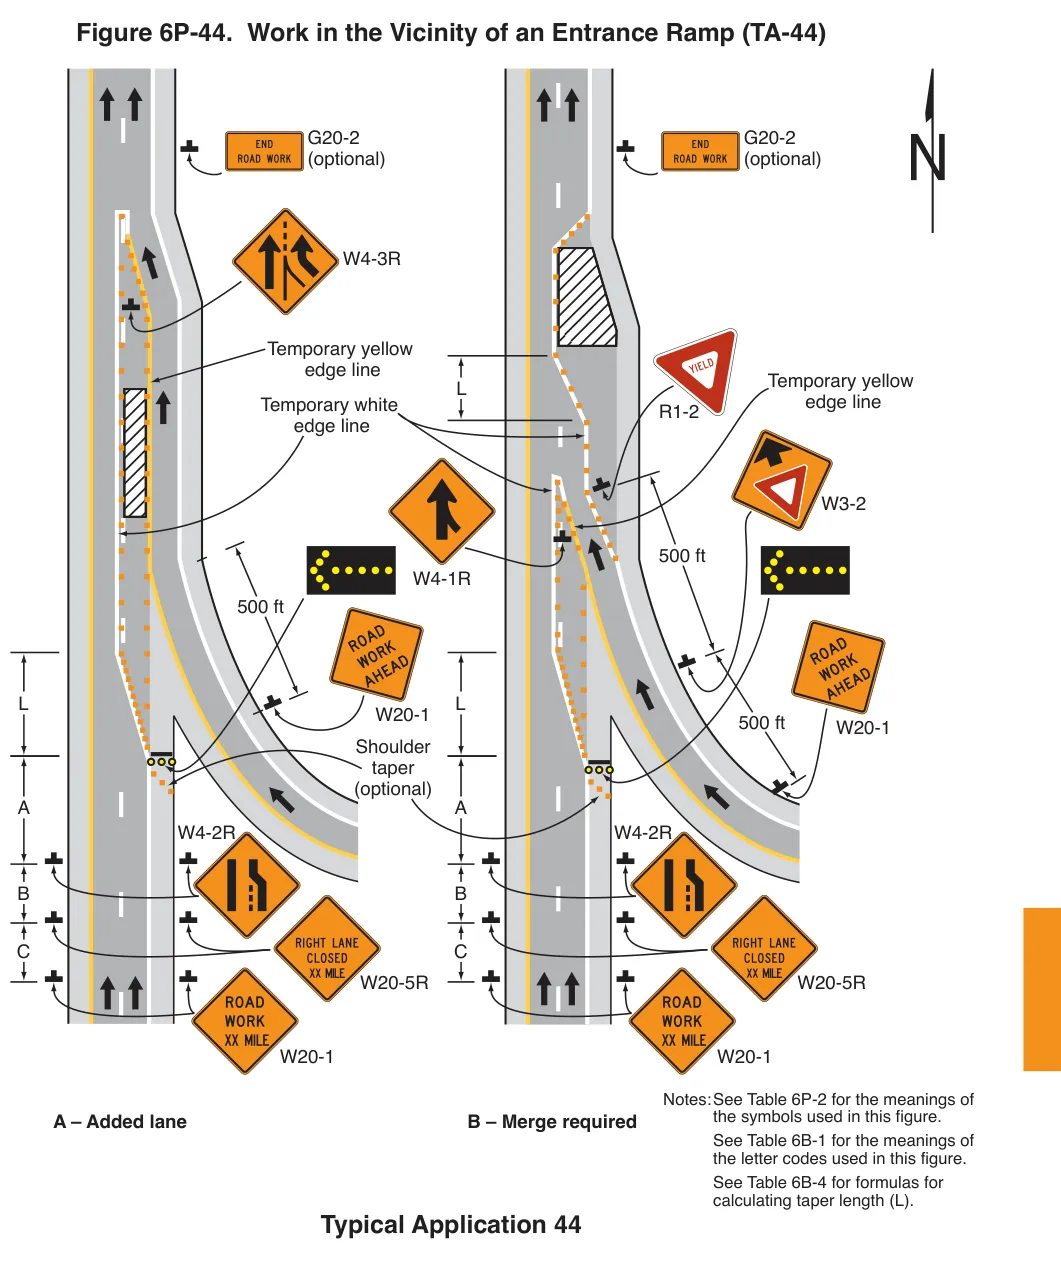 Figure 6P-44. Work in the Vicinity of an Entrance Ramp (TA-44)
END
ROAD WORK
G20-2
(optional)
W4-3R
Temporary yellow
edge line
Temporary white
edge line
W4-1R
500 ft
ROAD
WORK
AHEAD
W20-1
Shoulder
taper
(optional)
L
A
B
C
W4-2R
RIGHT LANE
CLOSED
XX MILE
W20-5R
ROAD
WORK
XX MILE
W20-1
A – Added lane
END
ROAD WORK
G20-2
(optional)
N
YIELD
R1-2
Temporary yellow
edge line
W3-2
L
500 ft
ROAD
WORK
AHEAD
W20-1
500 ft
L
A
B
C
W4-2R
RIGHT LANE
CLOSED
XX MILE
W20-5R
ROAD
WORK
XX MILE
W20-1
B – Merge required
Notes: See Table 6P-2 for the meanings of
the symbols used in this figure.
See Table 6B-1 for the meanings of
the letter codes used in this figure.
See Table 6B-4 for formulas for
calculating taper length (L).
Typical Application 44